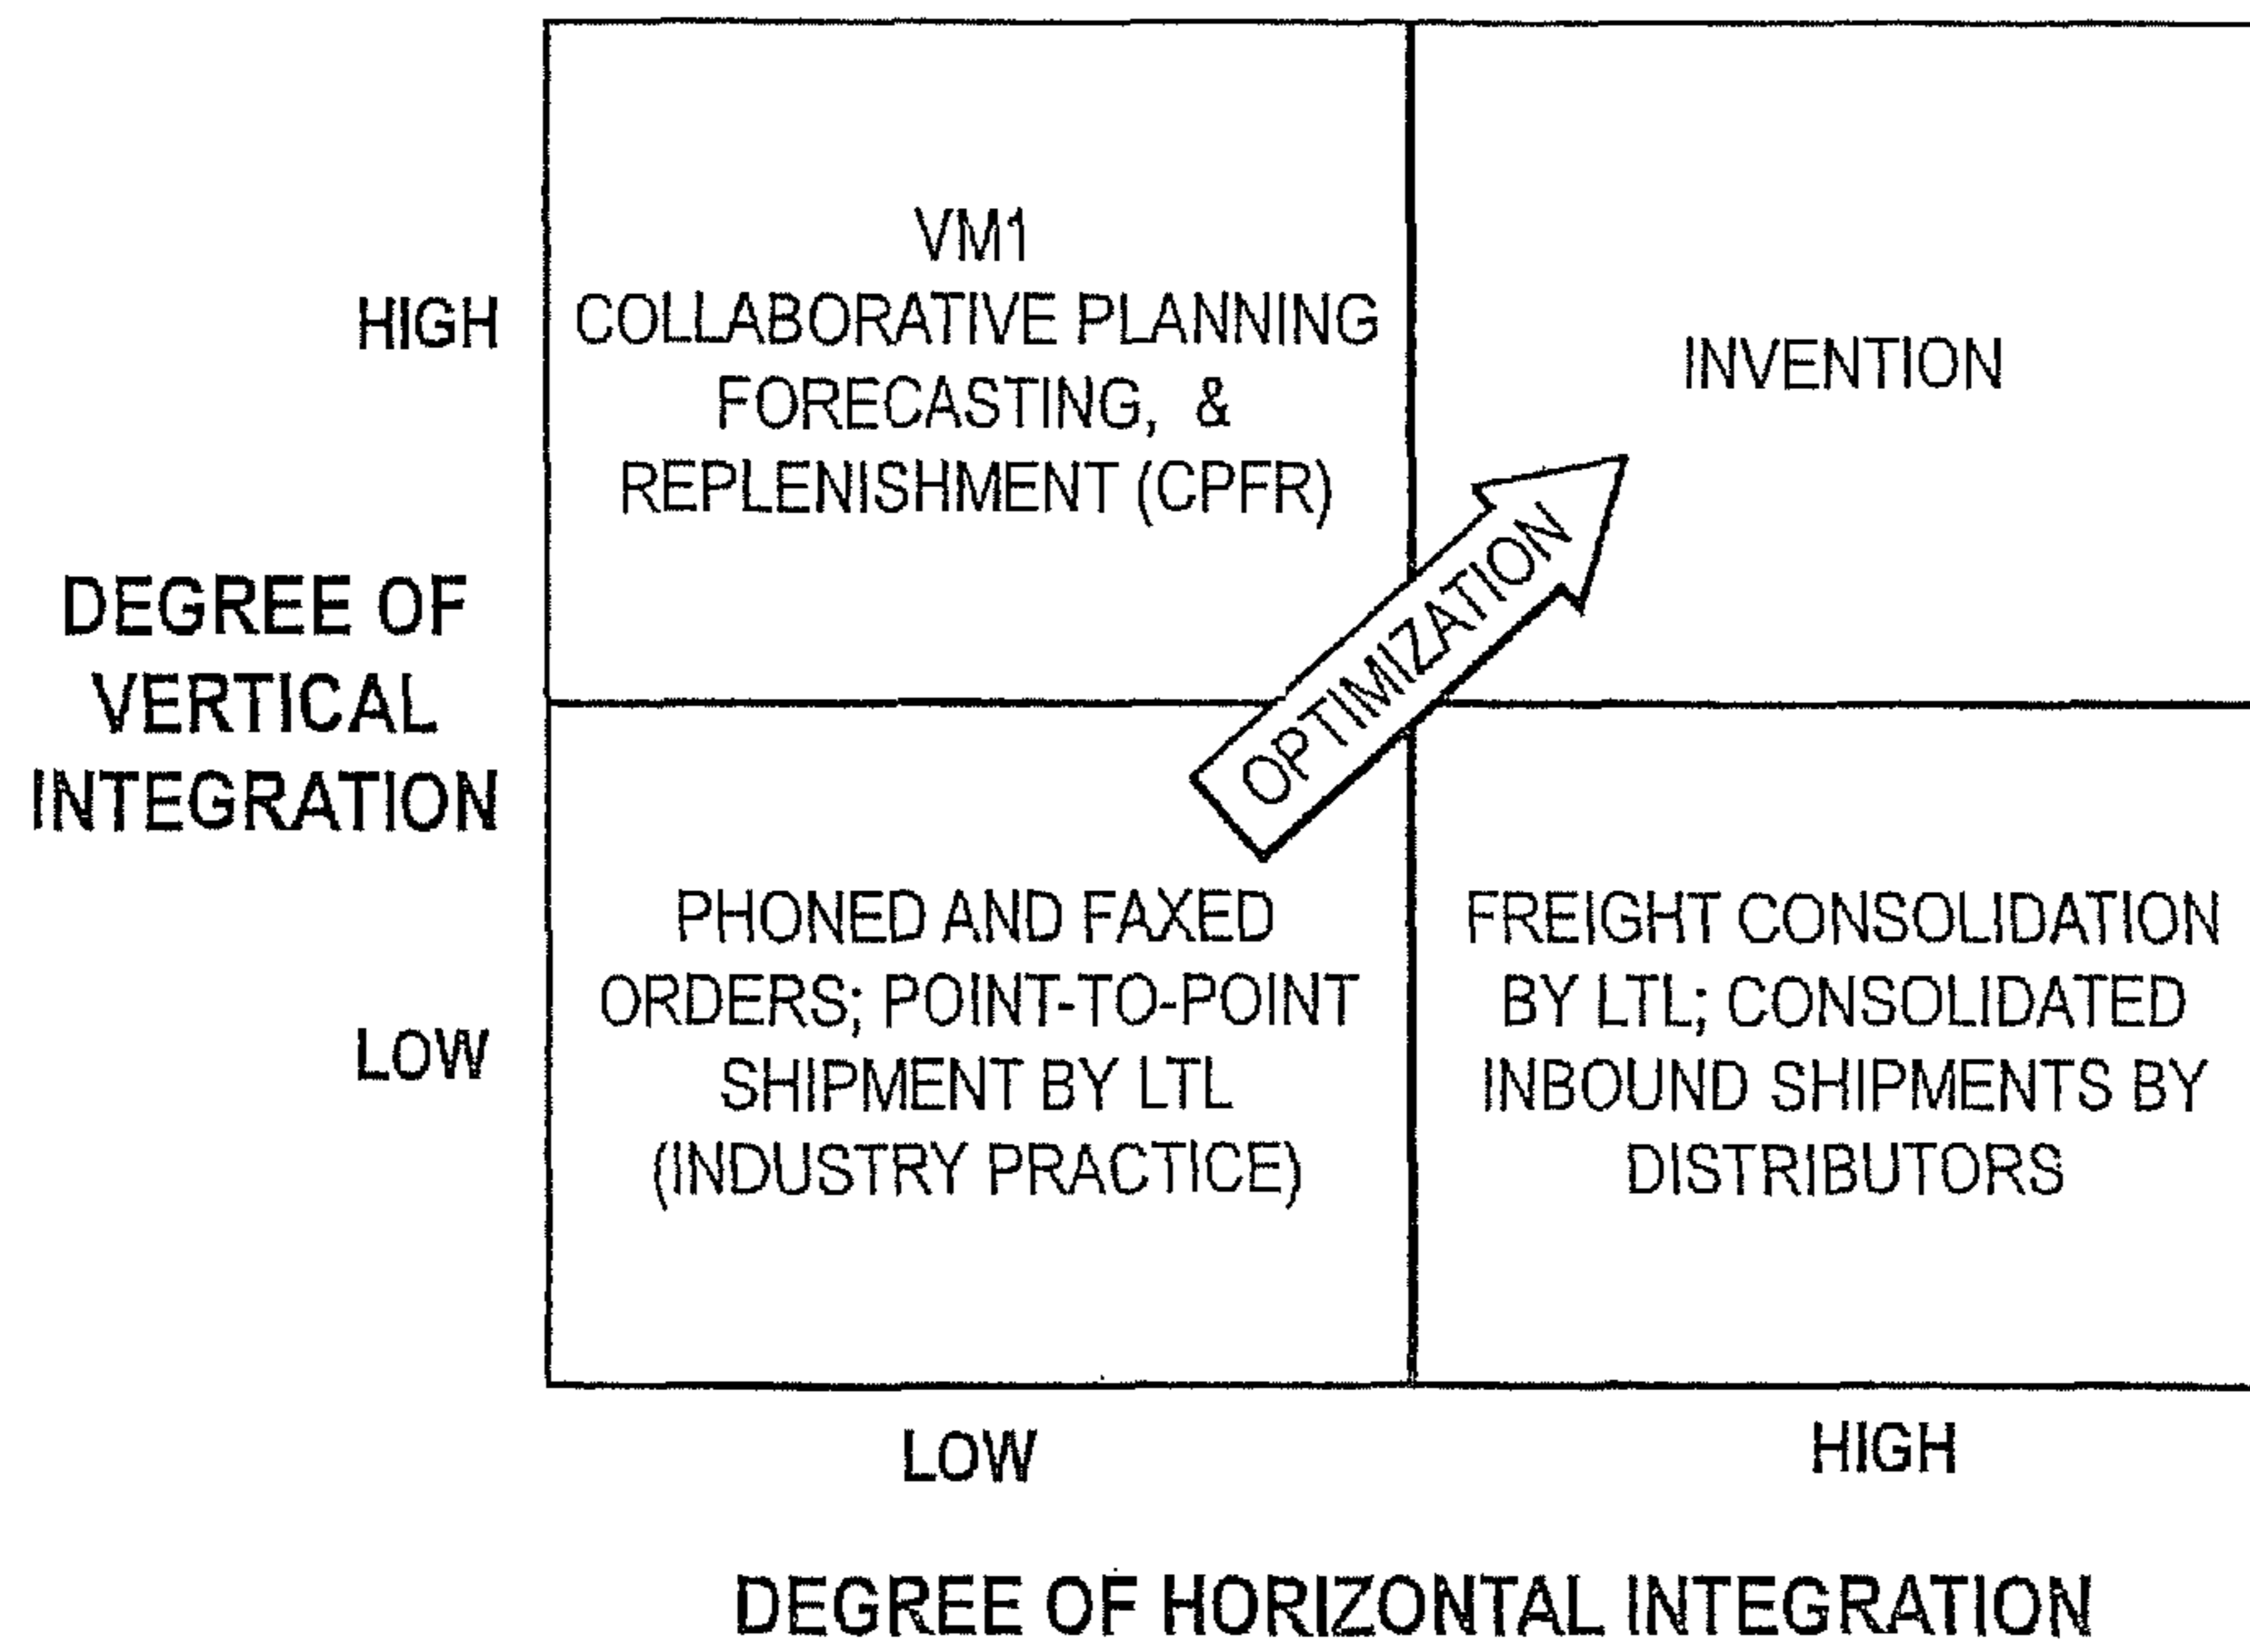 VM1
COLLABORATIVE PLANNING
FORECASTING, &
REPLENISHMENT (CPFR)
INVENTION
HIGH
OPTIMIZATION
DEGREE OF
VERTICAL
INTEGRATION
PHONED AND FAXED
ORDERS; POINT-TO-POINT
SHIPMENT BY LTL
(INDUSTRY PRACTICE)
FREIGHT CONSOLIDATION
BY LTL; CONSOLIDATED
INBOUND SHIPMENTS BY
DISTRIBUTORS
LOW
LOW
HIGH
DEGREE OF HORIZONTAL INTEGRATION